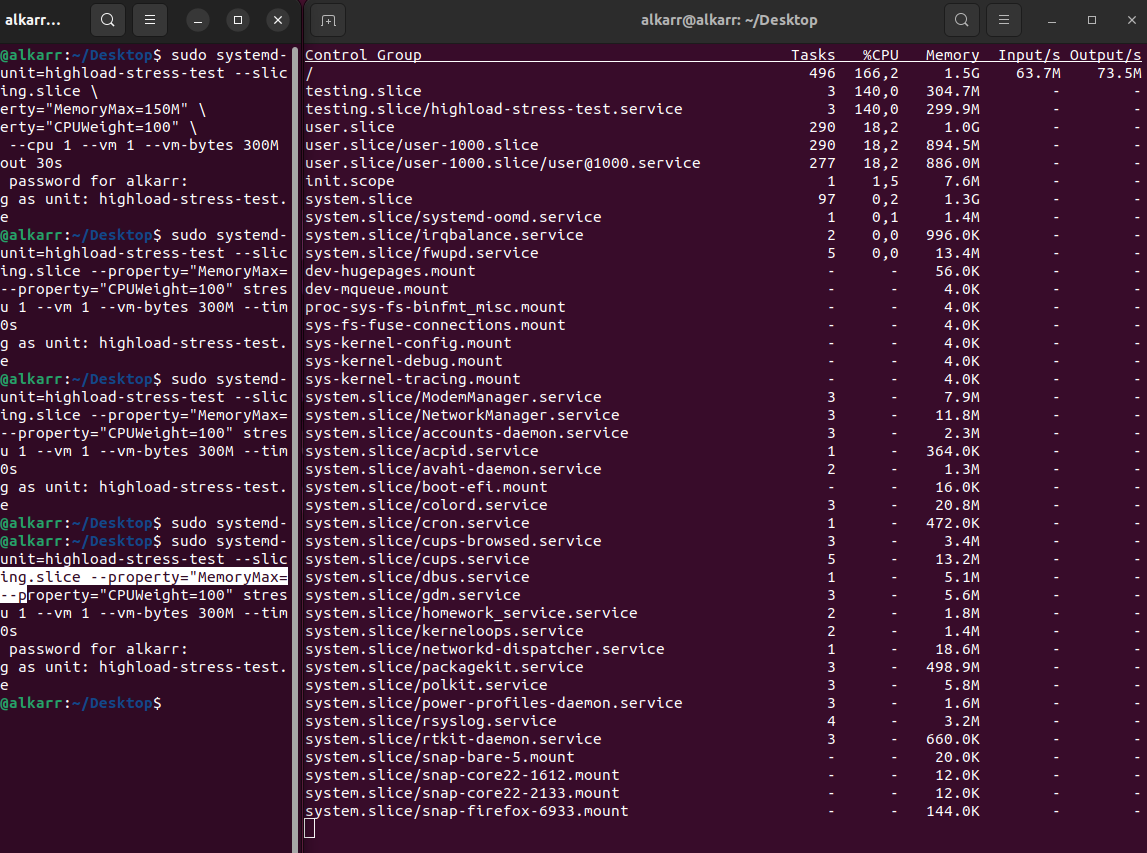 alkarr...
@alkarr:~/Desktop$ sudo systemd-
unit=highload-stress-test --slic
ing.slice \
erty="MemoryMax=150M" \
erty="CPUWeight=100" \
 --cpu 1 --vm 1 --vm-bytes 300M
out 30s
 password for alkarr:
g as unit: highload-stress-test.
e
@alkarr:~/Desktop$ sudo systemd-
unit=highload-stress-test --slic
ing.slice --property="MemoryMax=
--property="CPUWeight=100" stres
u 1 --vm 1 --vm-bytes 300M --tim
0s
g as unit: highload-stress-test.
e
@alkarr:~/Desktop$ sudo systemd-
unit=highload-stress-test --slic
ing.slice --property="MemoryMax=
--property="CPUWeight=100" stres
u 1 --vm 1 --vm-bytes 300M --tim
0s
g as unit: highload-stress-test.
e
@alkarr:~/Desktop$ sudo systemd-
@alkarr:~/Desktop$ sudo systemd-
unit=highload-stress-test --slic
ing.slice --property="MemoryMax=
--property="CPUWeight=100" stres
u 1 --vm 1 --vm-bytes 300M --tim
0s
 password for alkarr:
g as unit: highload-stress-test.
e
@alkarr:~/Desktop$
alkarr@alkarr: ~/Desktop
Control Group Tasks %CPU Memory Input/s Output/s
/ 496 166,2 1.5G 63.7M 73.5M
testing.slice 3 140,0 304.7M - -
testing.slice/highload-stress-test.service 3 140,0 299.9M - -
user.slice 290 18,2 1.0G - -
user.slice/user-1000.slice 290 18,2 894.5M - -
user.slice/user-1000.slice/user@1000.service 277 18,2 886.0M - -
init.scope 1 1,5 7.6M - -
system.slice 97 0,2 1.3G - -
system.slice/systemd-oomd.service 1 0,1 1.4M - -
system.slice/irqbalance.service 2 0,0 996.0K - -
system.slice/fwupd.service 5 0,0 13.4M - -
dev-hugepages.mount - - 56.0K - -
dev-mqueue.mount - - 4.0K - -
proc-sys-fs-binfmt_misc.mount - - 4.0K - -
sys-fs-fuse-connections.mount - - 4.0K - -
sys-kernel-config.mount - - 4.0K - -
sys-kernel-debug.mount - - 4.0K - -
sys-kernel-tracing.mount - - 4.0K - -
system.slice/ModemManager.service 3 - 7.9M - -
system.slice/NetworkManager.service 3 - 11.8M - -
system.slice/accounts-daemon.service 3 - 2.3M - -
system.slice/acpid.service 1 - 364.0K - -
system.slice/avahi-daemon.service 2 - 1.3M - -
system.slice/boot-efi.mount - - 16.0K - -
system.slice/colord.service 3 - 20.8M - -
system.slice/cron.service 1 - 472.0K - -
system.slice/cups-browsed.service 3 - 3.4M - -
system.slice/cups.service 5 - 13.2M - -
system.slice/dbus.service 1 - 5.1M - -
system.slice/gdm.service 3 - 5.6M - -
system.slice/homework_service.service 2 - 1.8M - -
system.slice/kerneloops.service 2 - 1.4M - -
system.slice/networkd-dispatcher.service 1 - 18.6M - -
system.slice/packagekit.service 3 - 498.9M - -
system.slice/polkit.service 3 - 5.8M - -
system.slice/power-profiles-daemon.service 3 - 1.6M - -
system.slice/rsyslog.service 4 - 3.2M - -
system.slice/rtkit-daemon.service 3 - 660.0K - -
system.slice/snap-bare-5.mount - - 20.0K - -
system.slice/snap-core22-1612.mount - - 12.0K - -
system.slice/snap-core22-2133.mount - - 12.0K - -
system.slice/snap-firefox-6933.mount - - 144.0K - -